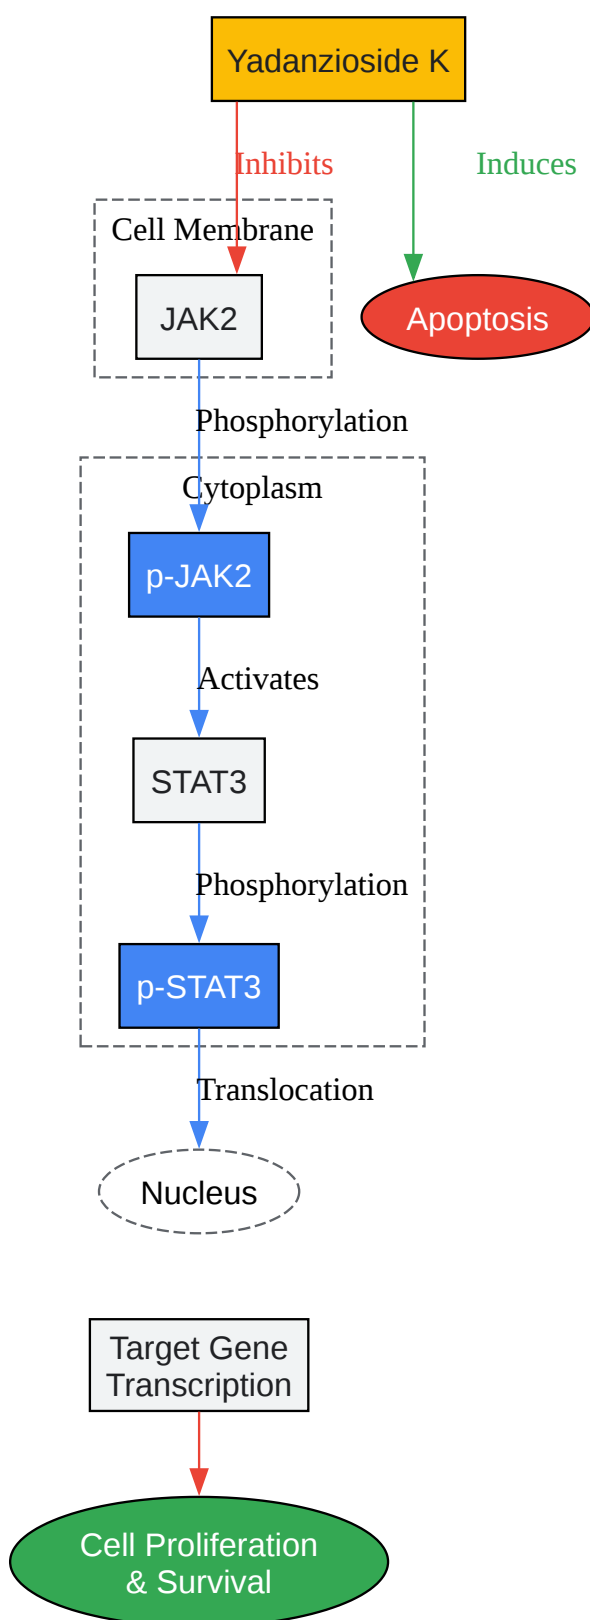 Yadanzioside K
Inhibits
Induces
Cell Membrane
JAK2
Apoptosis
Phosphorylation
Cytoplasm
p-JAK2
Activates
STAT3
Phosphorylation
p-STAT3
Translocation
Nucleus
Target Gene
Transcription
Cell Proliferation
& Survival